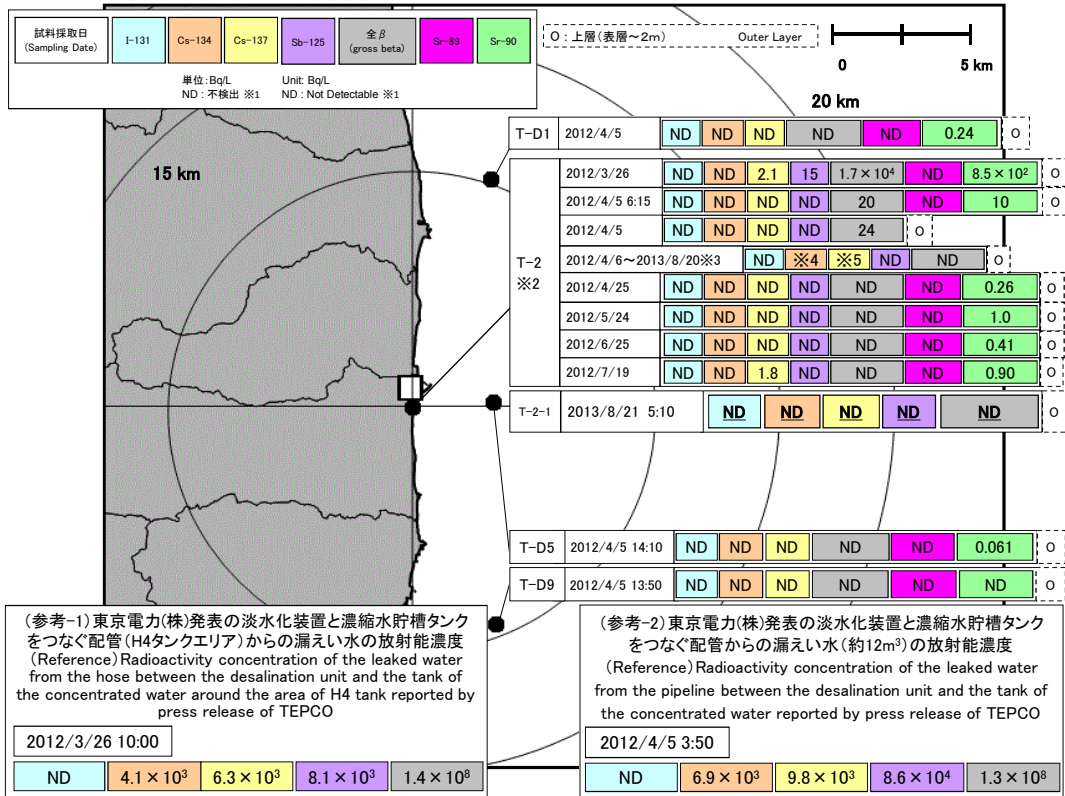 試料採取日
(Sampling Date)
I-131
Cs-134
Cs-137
Sb-125
全β
(gross beta)
Sr-89
Sr-90
単位:Bq/L
Unit: Bq/L
ND : 不検出 ※1
ND : Not Detectable ※1
O : 上層(表層~2m)
Outer Layer
0
5 km
20 km
15 km
T-D1 2012/4/5 ND ND ND ND ND 0.24 O
T-2
※2
2012/3/26 ND ND 2.1 15 1.7 × 10⁴ ND 8.5 × 10² O
2012/4/5 6:15 ND ND ND ND 20 ND 10 O
2012/4/5 ND ND ND ND 24 O
2012/4/6~2013/8/20※3 ND ※4 ※5 ND ND O
2012/4/25 ND ND ND ND ND ND 0.26 O
2012/5/24 ND ND ND ND ND ND 1.0 O
2012/6/25 ND ND ND ND ND ND 0.41 O
2012/7/19 ND ND 1.8 ND ND ND 0.90 O
T-2-1 2013/8/21 5:10 ND ND ND ND ND O
T-D5 2012/4/5 14:10 ND ND ND ND ND 0.061 O
T-D9 2012/4/5 13:50 ND ND ND ND ND ND O
(参考-1)東京電力(株)発表の淡水化装置と濃縮水貯槽タンク
をつなぐ配管(H4タンクエリア)からの漏えい水の放射能濃度
(Reference)Radioactivity concentration of the leaked water
from the hose between the desalination unit and the tank of
the concentrated water around the area of H4 tank reported by
press release of TEPCO
2012/3/26 10:00
ND 4.1 × 10³ 6.3 × 10³ 8.1 × 10³ 1.4 × 10⁸
(参考-2)東京電力(株)発表の淡水化装置と濃縮水貯槽タンク
をつなぐ配管からの漏えい水(約12m³)の放射能濃度
(Reference)Radioactivity concentration of the leaked water
from the pipeline between the desalination unit and the tank of
the concentrated water reported by press release of TEPCO
2012/4/5 3:50
ND 6.9 × 10³ 9.8 × 10³ 8.6 × 10⁴ 1.3 × 10⁸